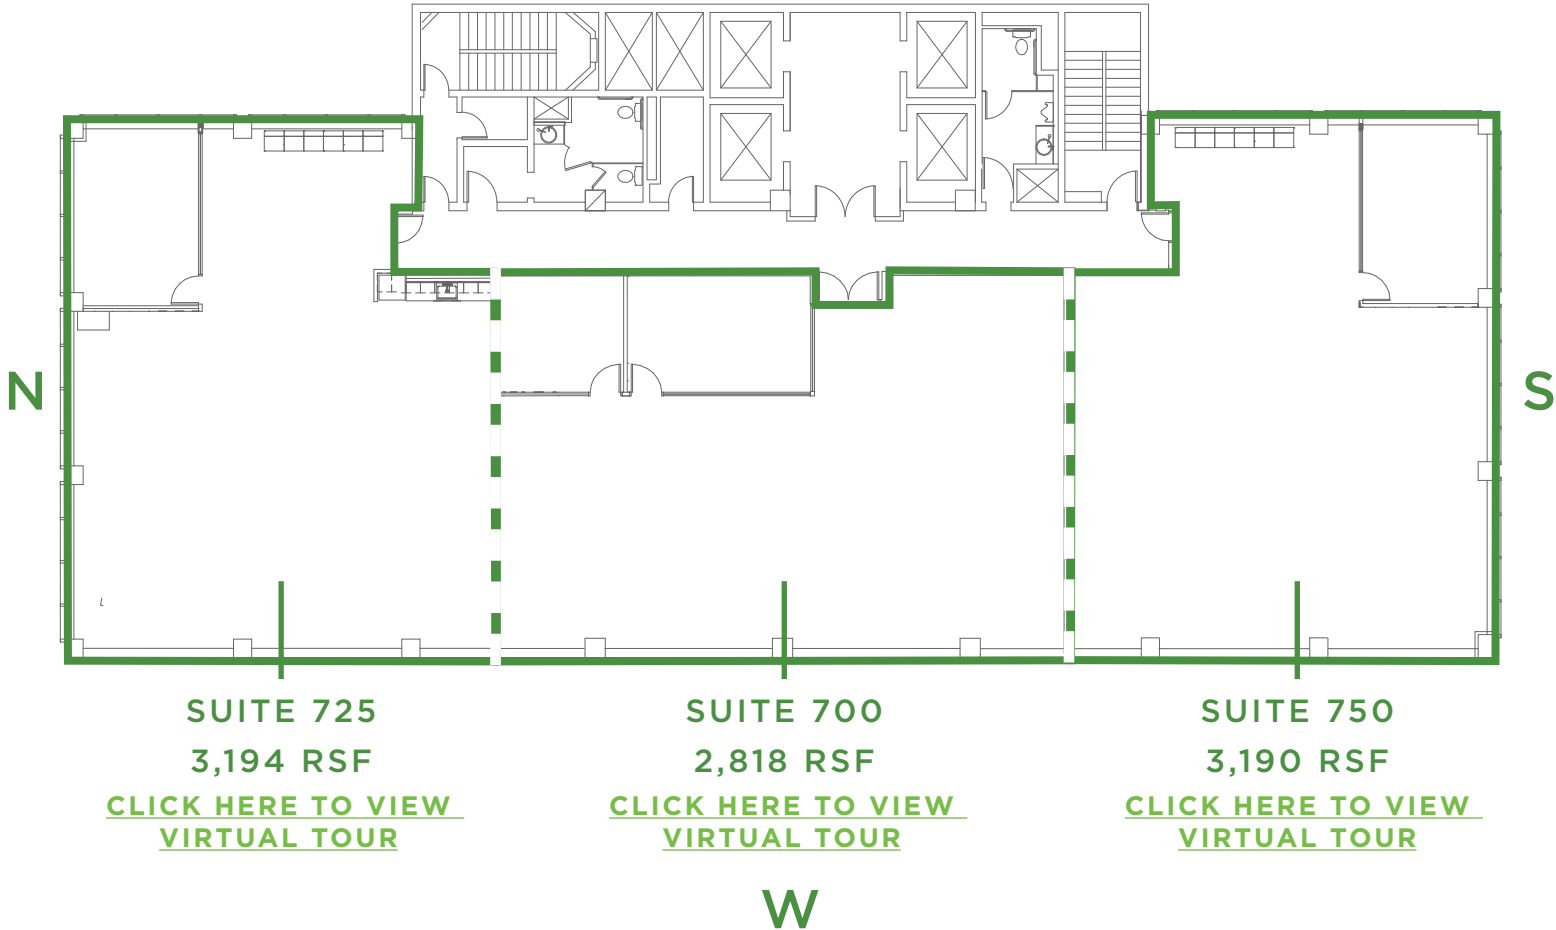 N
S
SUITE 725
3,194 RSF
CLICK HERE TO VIEW
VIRTUAL TOUR
SUITE 700
2,818 RSF
CLICK HERE TO VIEW
VIRTUAL TOUR
SUITE 750
3,190 RSF
CLICK HERE TO VIEW
VIRTUAL TOUR
W